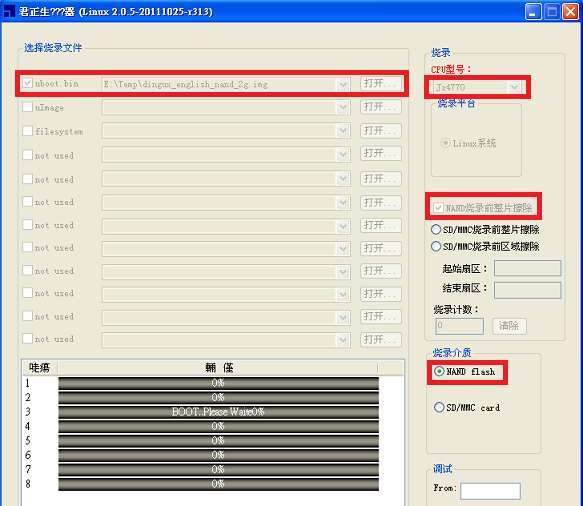 君正生???器 (Linux 2.0.5-20111025-r313)
选择烧录文件
uboot.bin E:\Temp\dingux_english_nand_2g.img 打开...
uImage 打开...
filesystem 打开...
not used 打开...
not used 打开...
not used 打开...
not used 打开...
not used 打开...
not used 打开...
not used 打开...
not used 打开...
not used 打开...
烧录
CPU型号：
Jz4770
烧录平台
Linux系统
NAND烧录前整片擦除
SD/MMC烧录前整片擦除
SD/MMC烧录前区域擦除
起始扇区：
结束扇区：
烧录计数：
0 清除
烧录介质
NAND flash
SD/MMC card
调试
From:
1 0%
2 0%
3 BOOT..Please Wait0%
4 0%
5 0%
6 0%
7 0%
8 0%